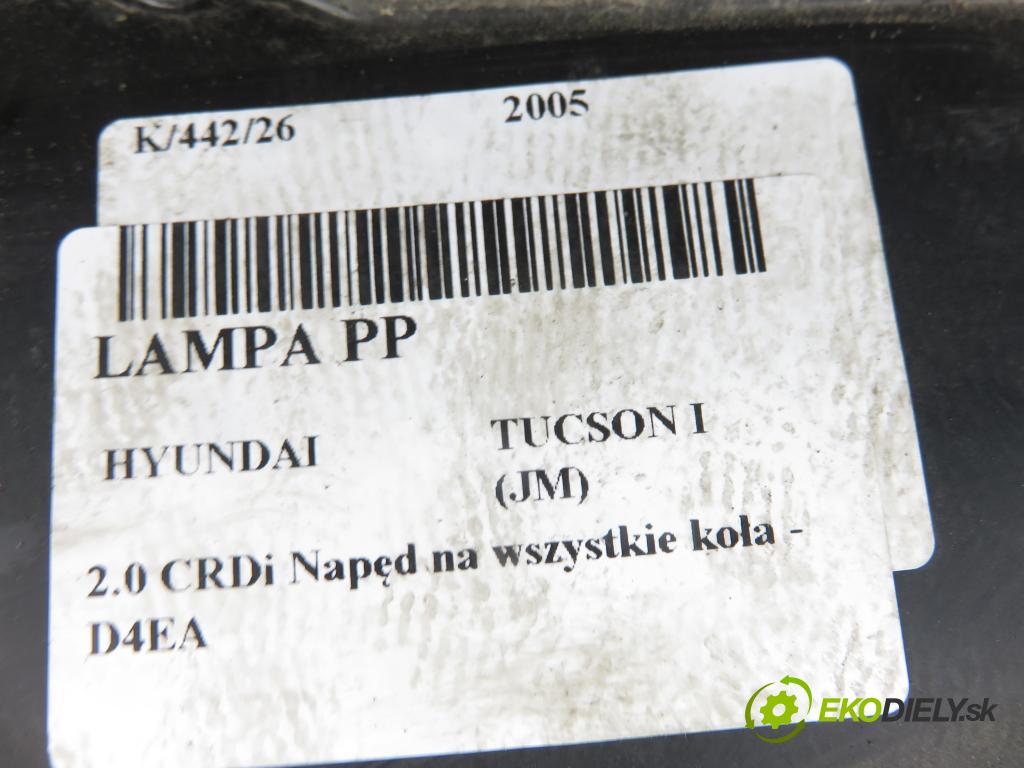 K/442/26 2005
LAMPA PP
HYUNDAI TUCSON I
(JM)
2.0 CRDi Napęd na wszystkie koła -
D4EA
EKODIELY.sk